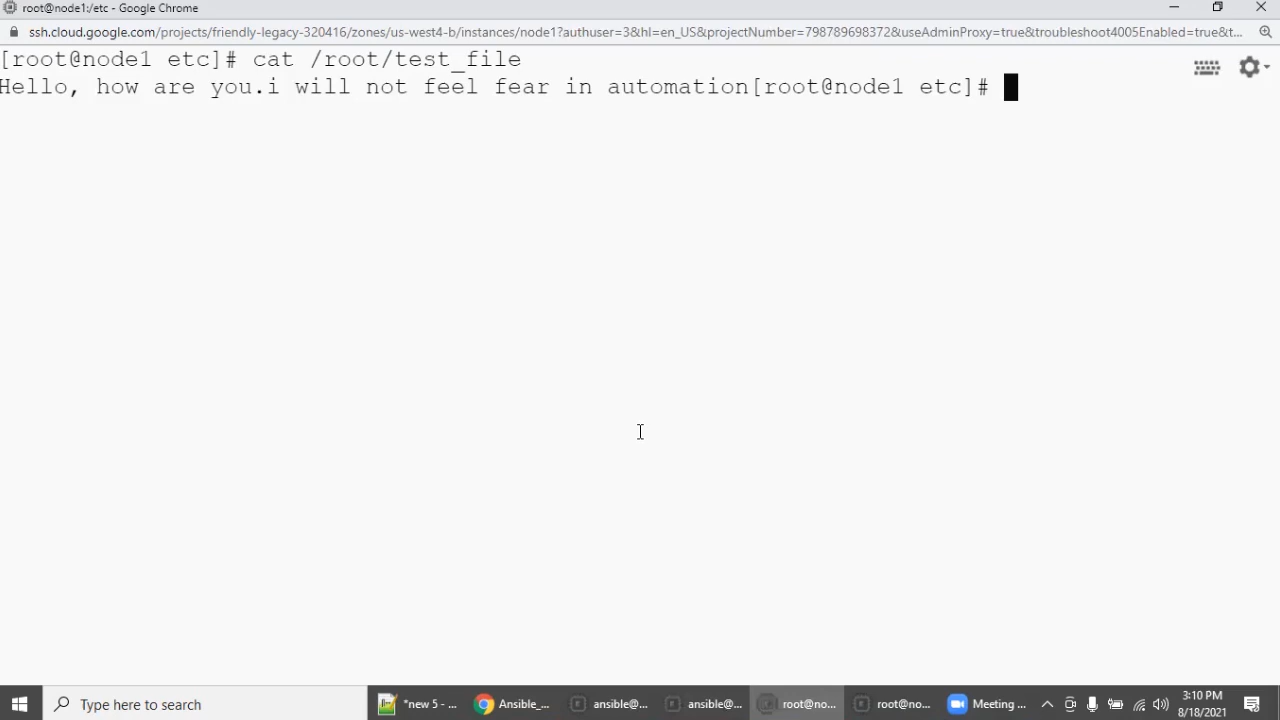 root@node1:/etc - Google Chrome
ssh.cloud.google.com/projects/friendly-legacy-320416/zones/us-west4-b/instances/node1?authuser=3&hl=en_US&projectNumber=798789698372&useAdminProxy=true&troubleshoot4005Enabled=true&t...
[root@node1 etc]# cat /root/test_file
Hello, how are you.i will not feel fear in automation[root@node1 etc]#
Type here to search
*new 5 - ...
Ansible_...
ansible@...
ansible@...
root@no...
root@no...
Meeting ...
3:10 PM
8/18/2021